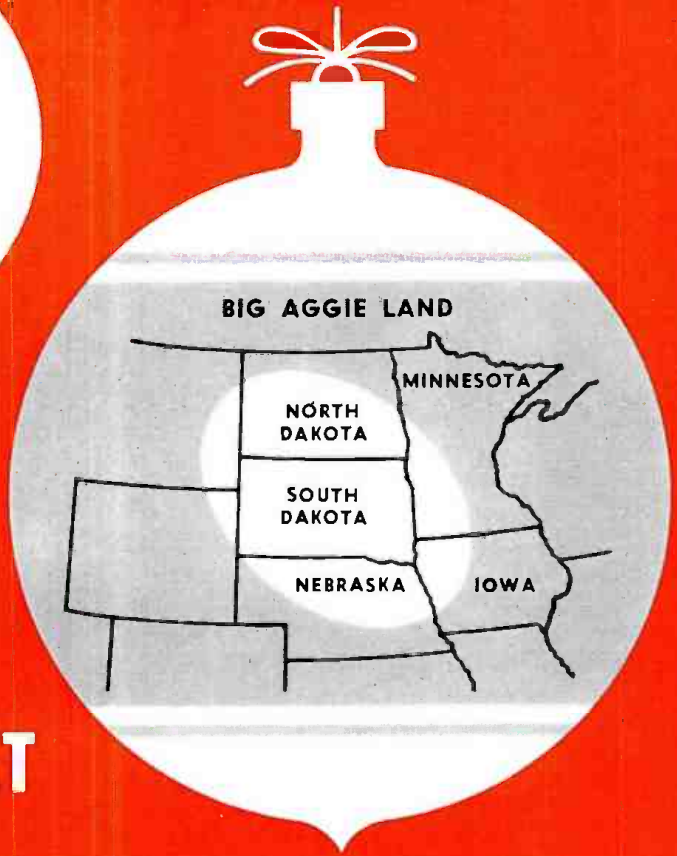 BIG AGGIE LAND
MINNESOTA
NORTH
DAKOTA
SOUTH
DAKOTA
NEBRASKA
IOWA
T